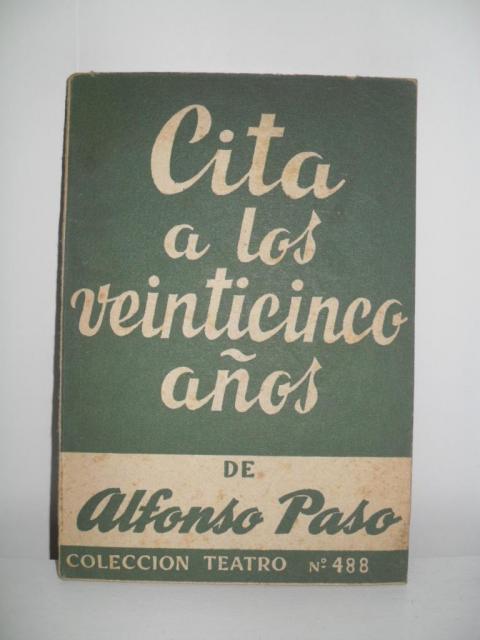 Cita
a los
veinticinco
años
DE
Alfonso Paso
COLECCION TEATRO Nº 488